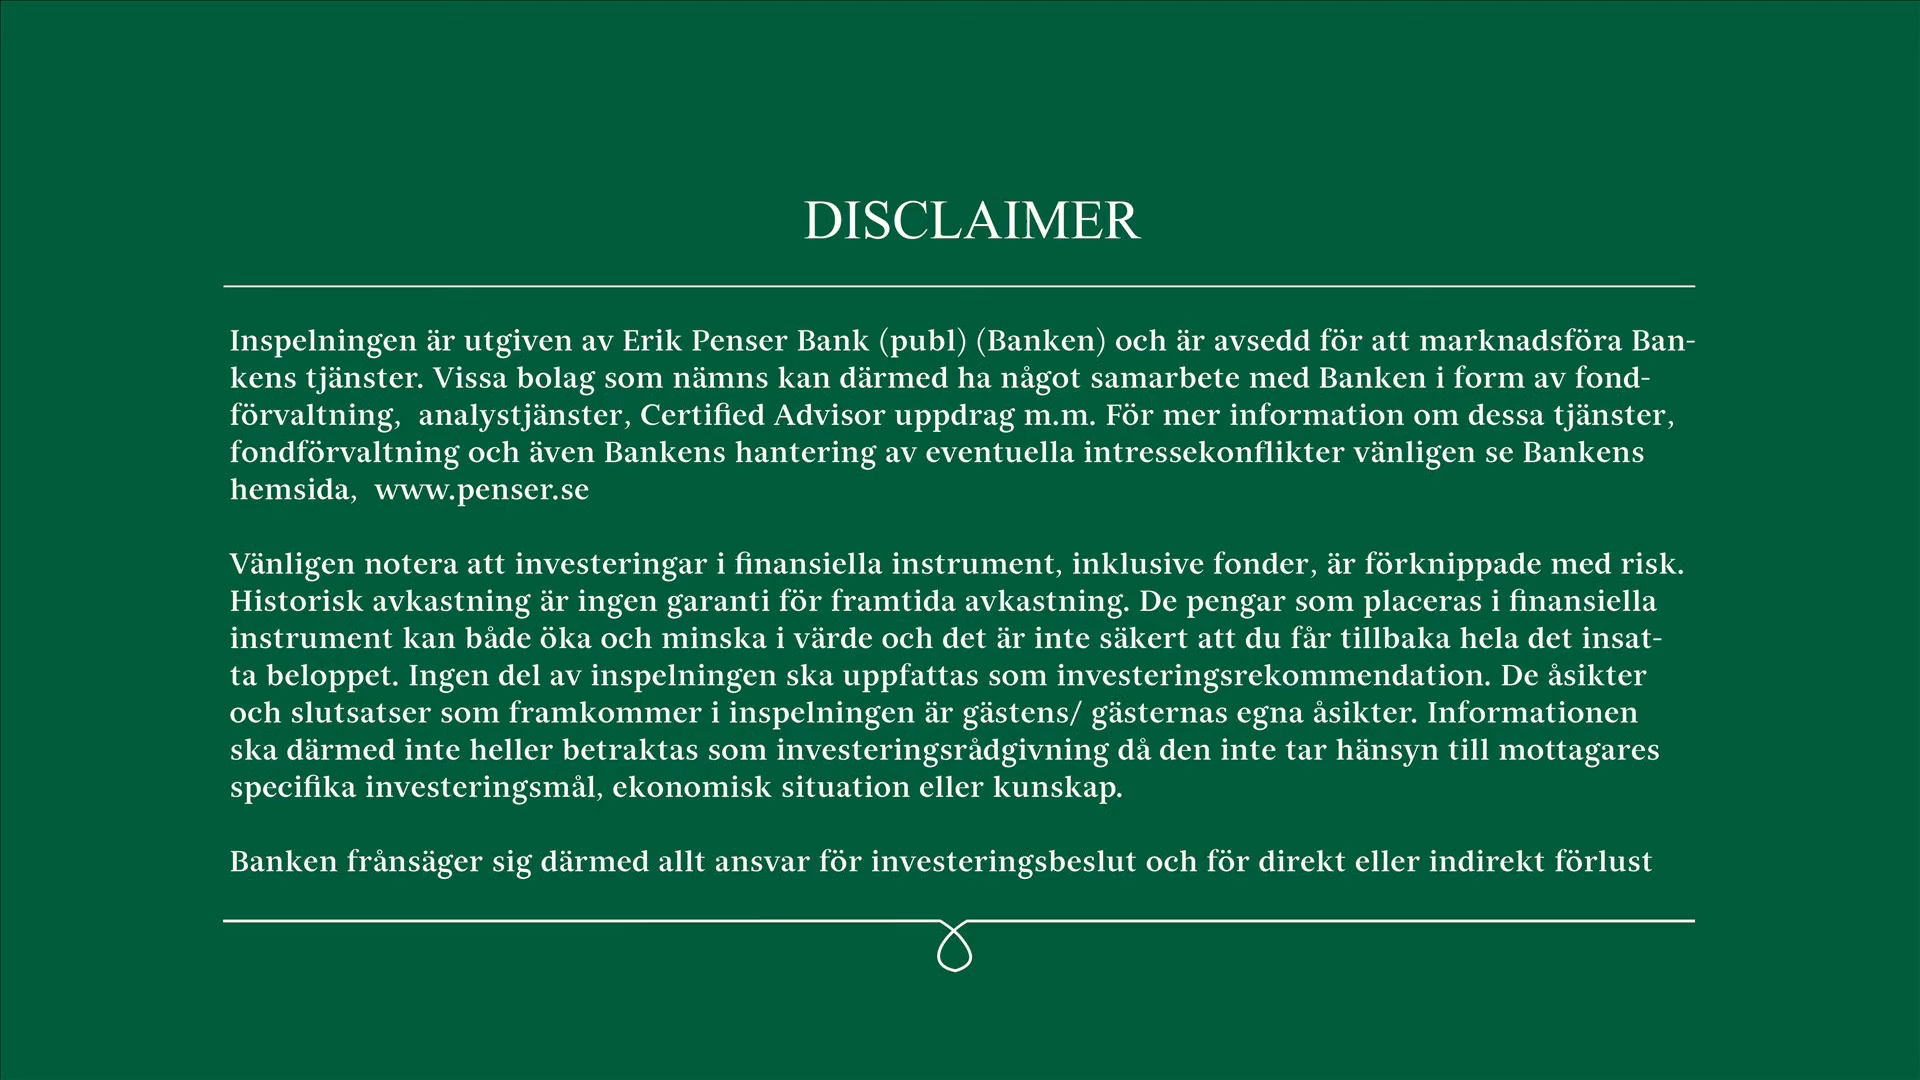 DISCLAIMER
Inspelningen är utgiven av Erik Penser Bank (publ) (Banken) och är avsedd för att marknadsföra Ban-
kens tjänster. Vissa bolag som nämns kan därmed ha något samarbete med Banken i form av fond-
förvaltning,  analystjänster, Certified Advisor uppdrag m.m. För mer information om dessa tjänster,
fondförvaltning och även Bankens hantering av eventuella intressekonflikter vänligen se Bankens
hemsida,  www.penser.se
Vänligen notera att investeringar i finansiella instrument, inklusive fonder, är förknippade med risk.
Historisk avkastning är ingen garanti för framtida avkastning. De pengar som placeras i finansiella
instrument kan både öka och minska i värde och det är inte säkert att du får tillbaka hela det insat-
ta beloppet. Ingen del av inspelningen ska uppfattas som investeringsrekommendation. De åsikter
och slutsatser som framkommer i inspelningen är gästens/ gästernas egna åsikter. Informationen
ska därmed inte heller betraktas som investeringsrådgivning då den inte tar hänsyn till mottagares
specifika investeringsmål, ekonomisk situation eller kunskap.
Banken frånsäger sig därmed allt ansvar för investeringsbeslut och för direkt eller indirekt förlust